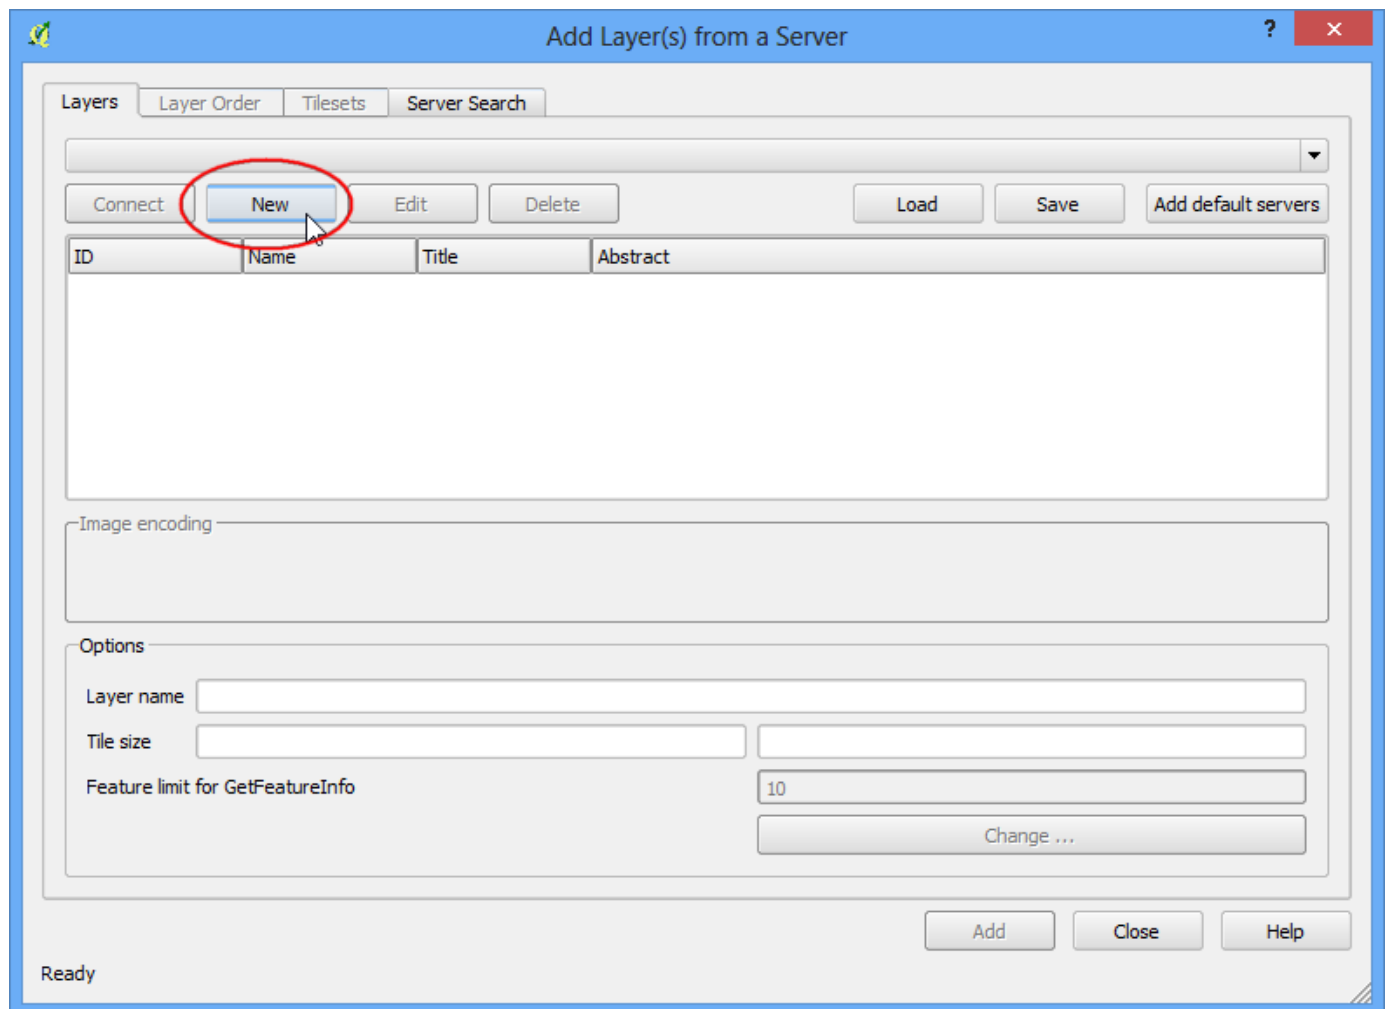 Add Layer(s) from a Server
?
Layers Layer Order Tilesets Server Search
Connect New Edit Delete Load Save Add default servers
ID Name Title Abstract
Image encoding
Options
Layer name
Tile size
Feature limit for GetFeatureInfo 10
Change ...
Add Close Help
Ready